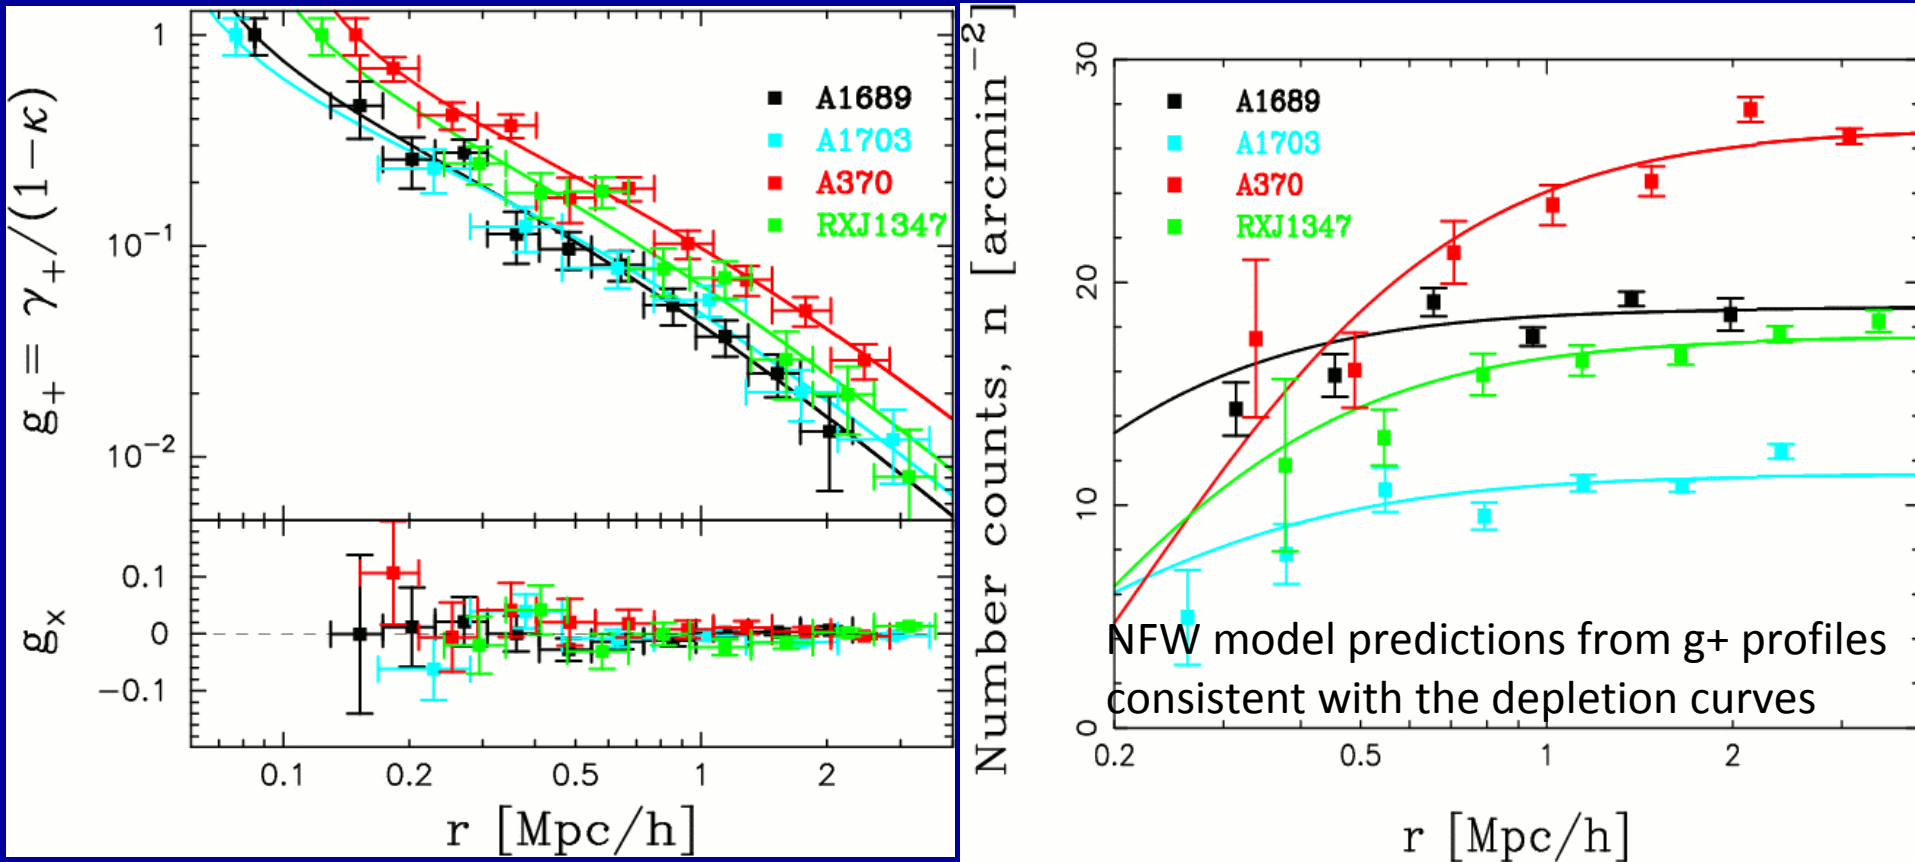 g+ = γ+/(1−κ)
1
10−1
10−2
A1689
A1703
A370
RXJ1347
gx
0.1
0
−0.1
0.1 0.2 0.5 1 2
r [Mpc/h]
Number counts, n [arcmin−2]
30
20
10
0
A1689
A1703
A370
RXJ1347
NFW model predictions from g+ profiles
consistent with the depletion curves
0.2 0.5 1 2
r [Mpc/h]